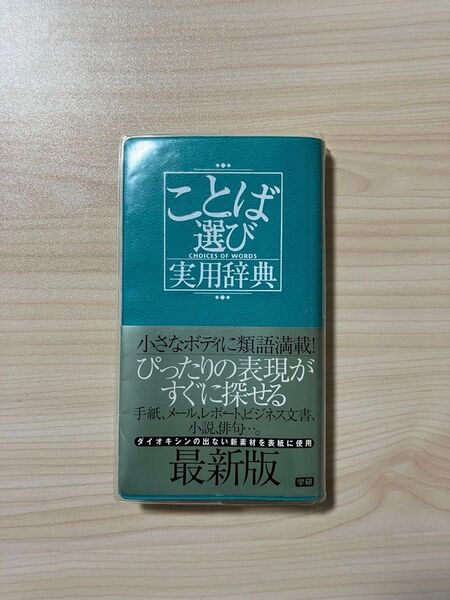 ことば
選び
CHOICES OF WORDS
実用辞典
小さなボディに類語満載!
ぴったりの表現が
すぐに探せる
手紙、メール、レポート、ビジネス文書、
小説、俳句…。
ダイオキシンの出ない新素材を表紙に使用
最新版
学研